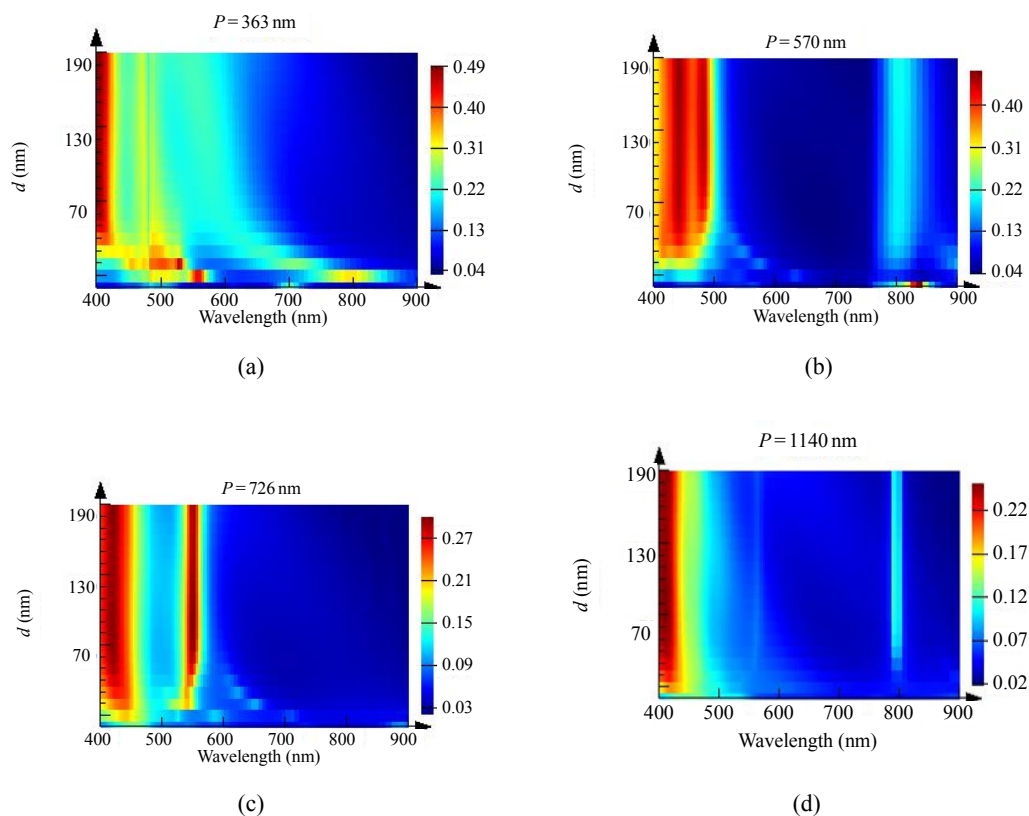 P = 363 nm
190
130
70
d (nm)
400 500 600 700 800 900
Wavelength (nm)
0.49
0.40
0.31
0.22
0.13
0.04
(a)
P = 570 nm
190
130
70
d (nm)
400 500 600 700 800 900
Wavelength (nm)
0.40
0.31
0.22
0.13
0.04
(b)
P = 726 nm
190
130
70
d (nm)
400 500 600 700 800 900
Wavelength (nm)
0.27
0.21
0.15
0.09
0.03
(c)
P = 1140 nm
190
130
70
d (nm)
400 500 600 700 800 900
Wavelength (nm)
0.22
0.17
0.12
0.07
0.02
(d)